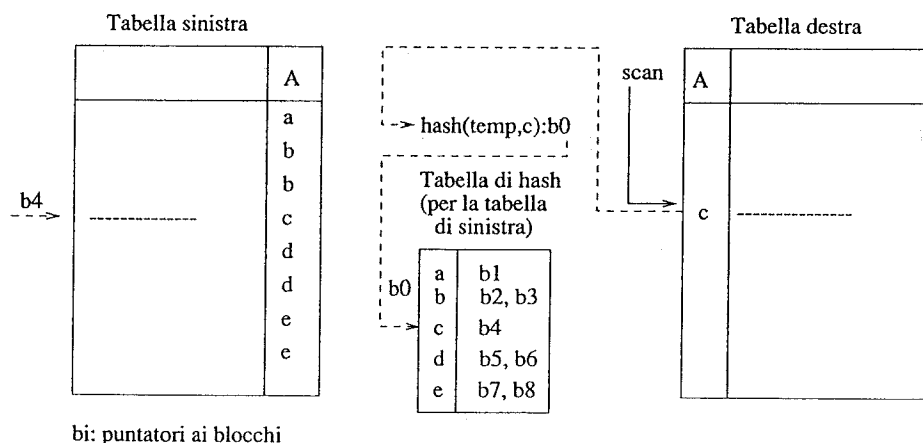 Tabella sinistra
A
a
b
b
c
d
d
e
e
b4
bi: puntatori ai blocchi
hash(temp,c):b0
Tabella di hash
(per la tabella
di sinistra)
b0
a b1
b b2, b3
c b4
d b5, b6
e b7, b8
Tabella destra
scan
A
c